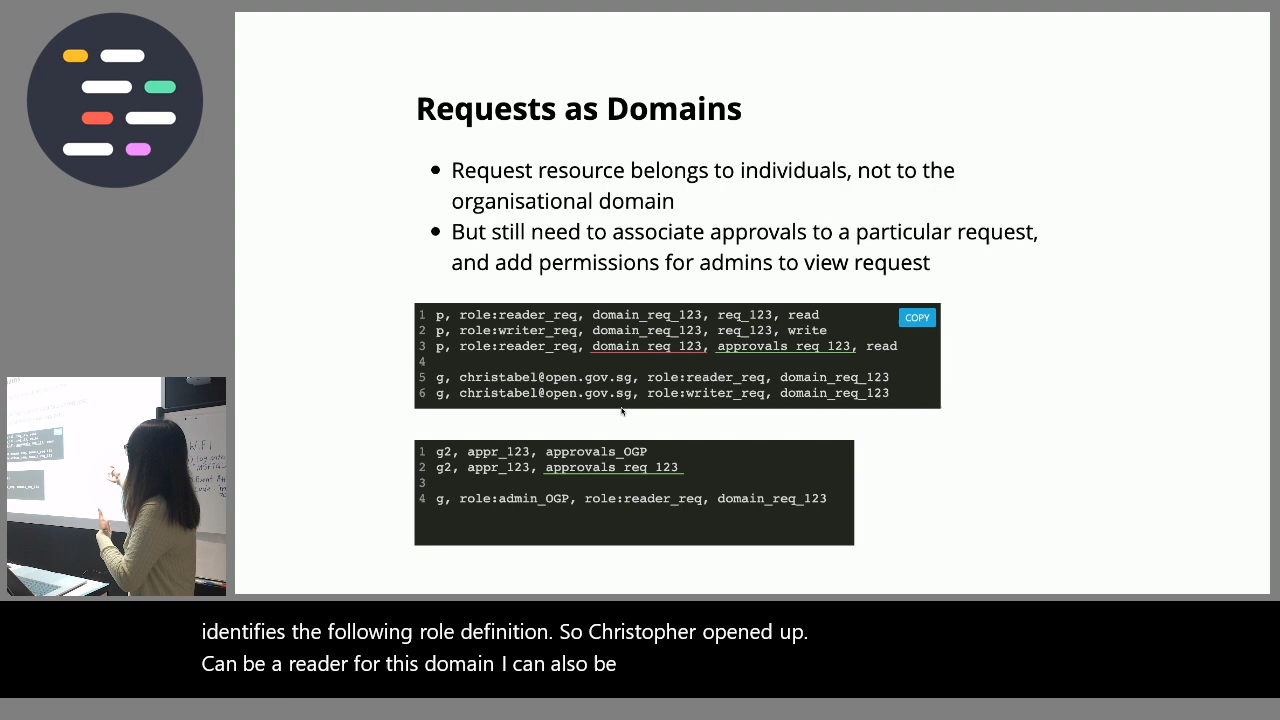 Requests as Domains
Request resource belongs to individuals, not to the
organisational domain
But still need to associate approvals to a particular request,
and add permissions for admins to view request
1 p, role:reader_req, domain_req_123, req_123, read
COPY
2 p, role:writer_req, domain_req_123, req_123, write
3 p, role:reader_req, domain_req_123, approvals_req_123, read
4
5 g, christabel@open.gov.sg, role:reader_req, domain_req_123
6 g, christabel@open.gov.sg, role:writer_req, domain_req_123
1 g2, appr_123, approvals_OGP
2 g2, appr_123, approvals_req_123
3
4 g, role:admin_OGP, role:reader_req, domain_req_123
identifies the following role definition. So Christopher opened up.
Can be a reader for this domain I can also be